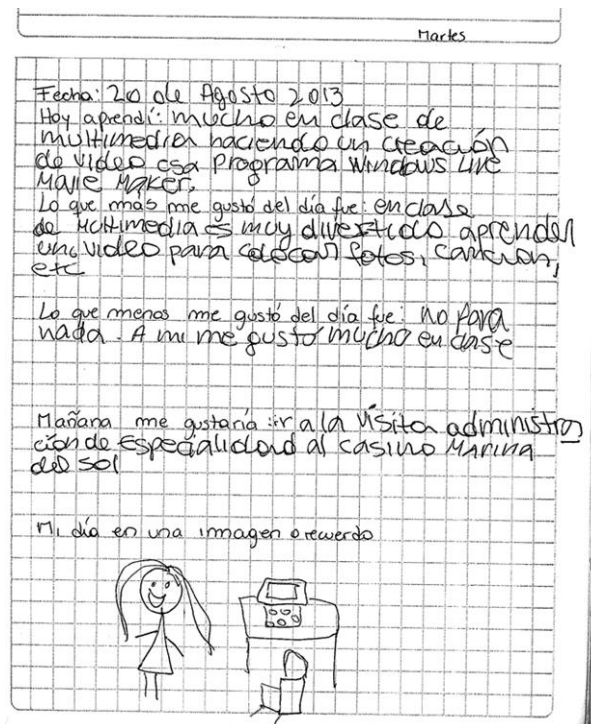 Martes
Fecha: 20 de Agosto 2013
Hoy aprendí: mucho en clase de
multimedia haciendo un creación
de video esa programa Windows Live
Movie Maker.
Lo que más me gustó del día fue: en clase
de Multimedia es muy divertido aprender
un video para colocar fotos, canción,
etc
Lo que menos me gustó del día fue: no para
nada. A mi me gusto mucho en clase
Mañana me gustaría: ir a la visita administra
ción de especialidad al casino Marina
del sol
Mi día en una immagen o recuerdo